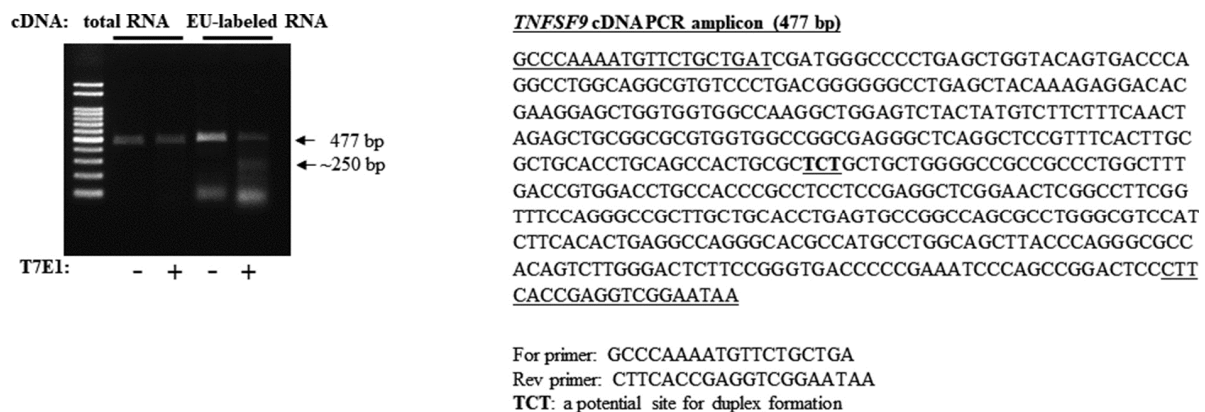 cDNA: total RNA EU-labeled RNA
477 bp
~250 bp
T7E1: - + - +
TNFSF9 cDNA PCR amplicon (477 bp)
GCCCAAAATGTTCTGCTGATCGATGGGCCCCTGAGCTGGTACAGTGACCCA
GGCCTGGCAGGCGTGTCCCTGACGGGGGGCCTGAGCTACAAAGAGGACAC
GAAGGAGCTGGTGGTGGCCAAGGCTGGAGTCTACTATGTCTTCTTTCAACT
AGAGCTGCGGCGCGTGGTGGCCGGCGAGGGCTCAGGCTCCGTTTCACTTGC
GCTGCACCTGCAGCCACTGCGCTCTGCTGCTGGGGCCGCCGCCCTGGCTTT
GACCGTGGACCTGCCACCCGCCTCCTCCGAGGCTCGGAACTCGGCCTTCGG
TTTCCAGGGCCGCTTGCTGCACCTGAGTGCCGGCCAGCGCCTGGGCGTCCAT
CTTCACACTGAGGCCAGGGCACGCCATGCCTGGCAGCTTACCCAGGGCGCC
ACAGTCTTGGGACTCTTCCGGGTGACCCCCGAAATCCCAGCCGGACTCCCTT
CACCGAGGTCGGAATAA
For primer: GCCCAAAATGTTCTGCTGA
Rev primer: CTTCACCGAGGTCGGAATAA
TCT: a potential site for duplex formation